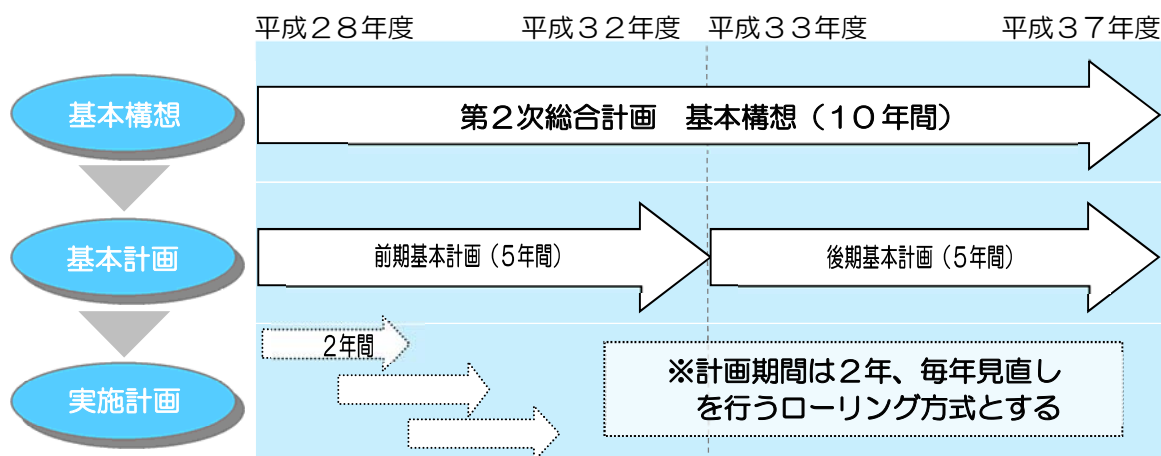 平成２８年度 平成３２年度 平成３３年度 平成３７年度
基本構想
第２次総合計画　基本構想（１０年間）
基本計画
前期基本計画（５年間）
後期基本計画（５年間）
実施計画
２年間
※計画期間は２年、毎年見直し
を行うローリング方式とする